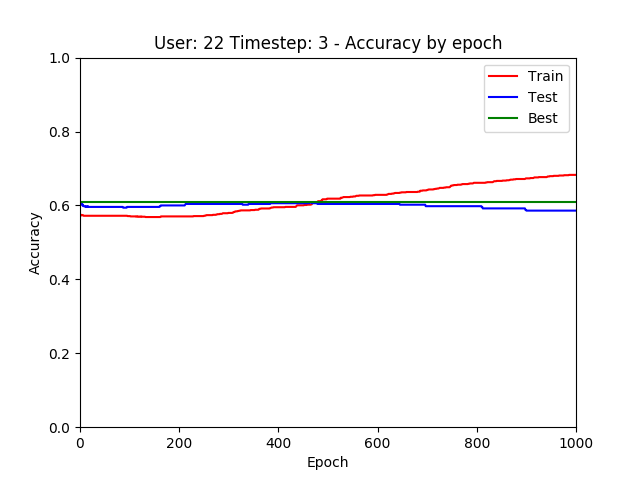 User: 22 Timestep: 3 - Accuracy by epoch
Train
Test
Best
1.0
0.8
0.6
0.4
0.2
0.0
Accuracy
0 200 400 600 800 1000
Epoch